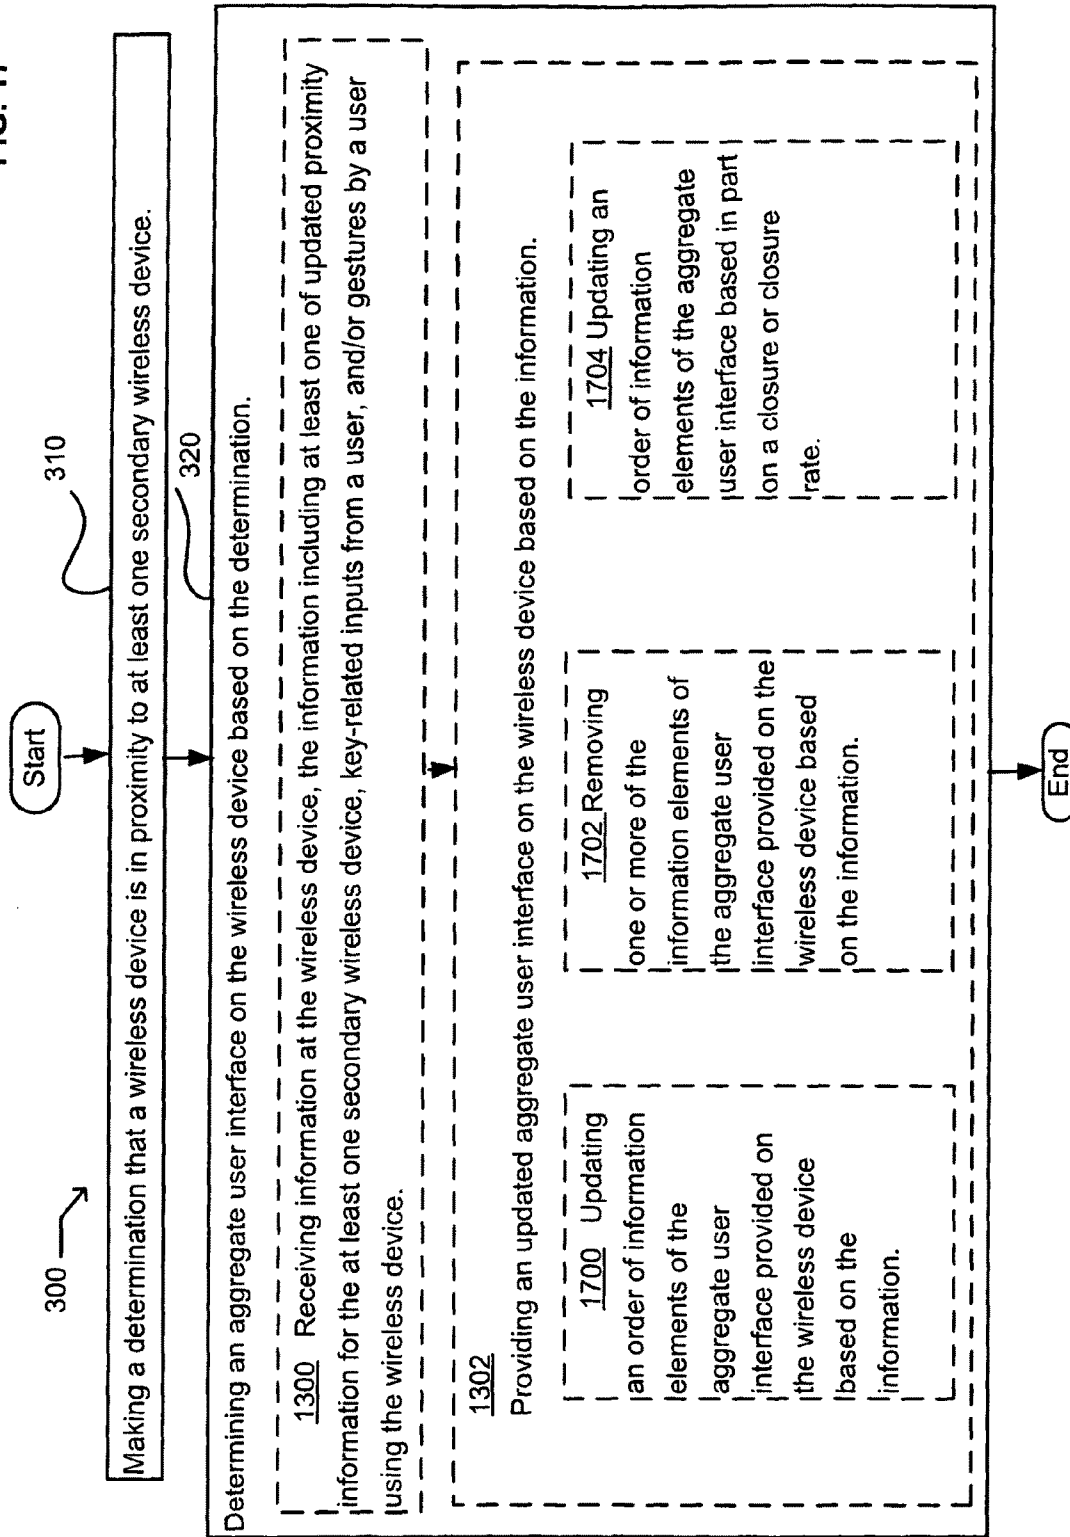 FIG. 17
300
Start
310
Making a determination that a wireless device is in proximity to at least one secondary wireless device.
320
Determining an aggregate user interface on the wireless device based on the determination.
1300 Receiving information at the wireless device, the information including at least one of updated proximity
information for the at least one secondary wireless device, key-related inputs from a user, and/or gestures by a user
using the wireless device.
1302
Providing an updated aggregate user interface on the wireless device based on the information.
1700 Updating
an order of information
elements of the
aggregate user
interface provided on
the wireless device
based on the
information.
1702 Removing
one or more of the
information elements of
the aggregate user
interface provided on the
wireless device based
on the information.
1704 Updating an
order of information
elements of the aggregate
user interface based in part
on a closure or closure
rate.
End